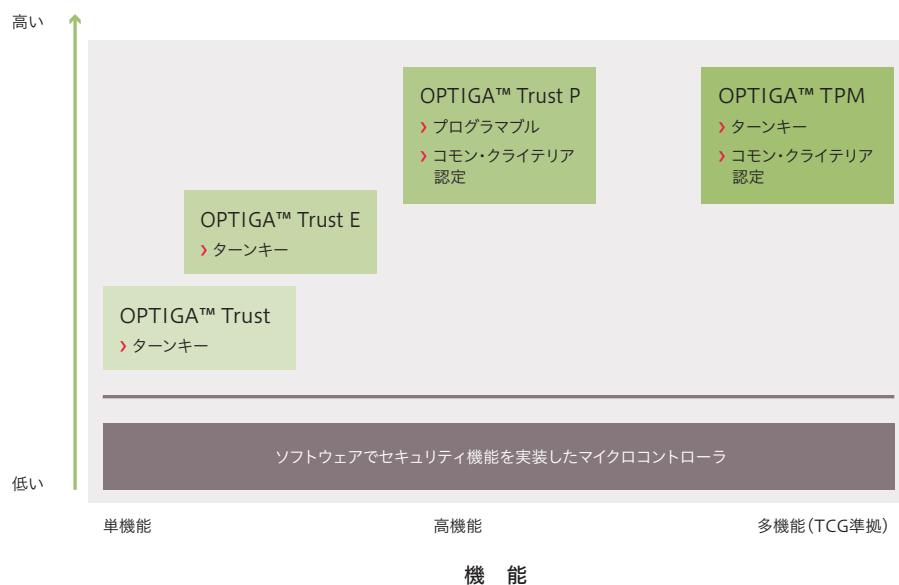 高い
OPTIGA™ Trust P
› プログラマブル
› コモン・クライテリア
認定
OPTIGA™ TPM
› ターンキー
› コモン・クライテリア
認定
OPTIGA™ Trust E
› ターンキー
OPTIGA™ Trust
› ターンキー
ソフトウェアでセキュリティ機能を実装したマイクロコントローラ
低い
単機能
高機能
多機能(TCG準拠)
機 能